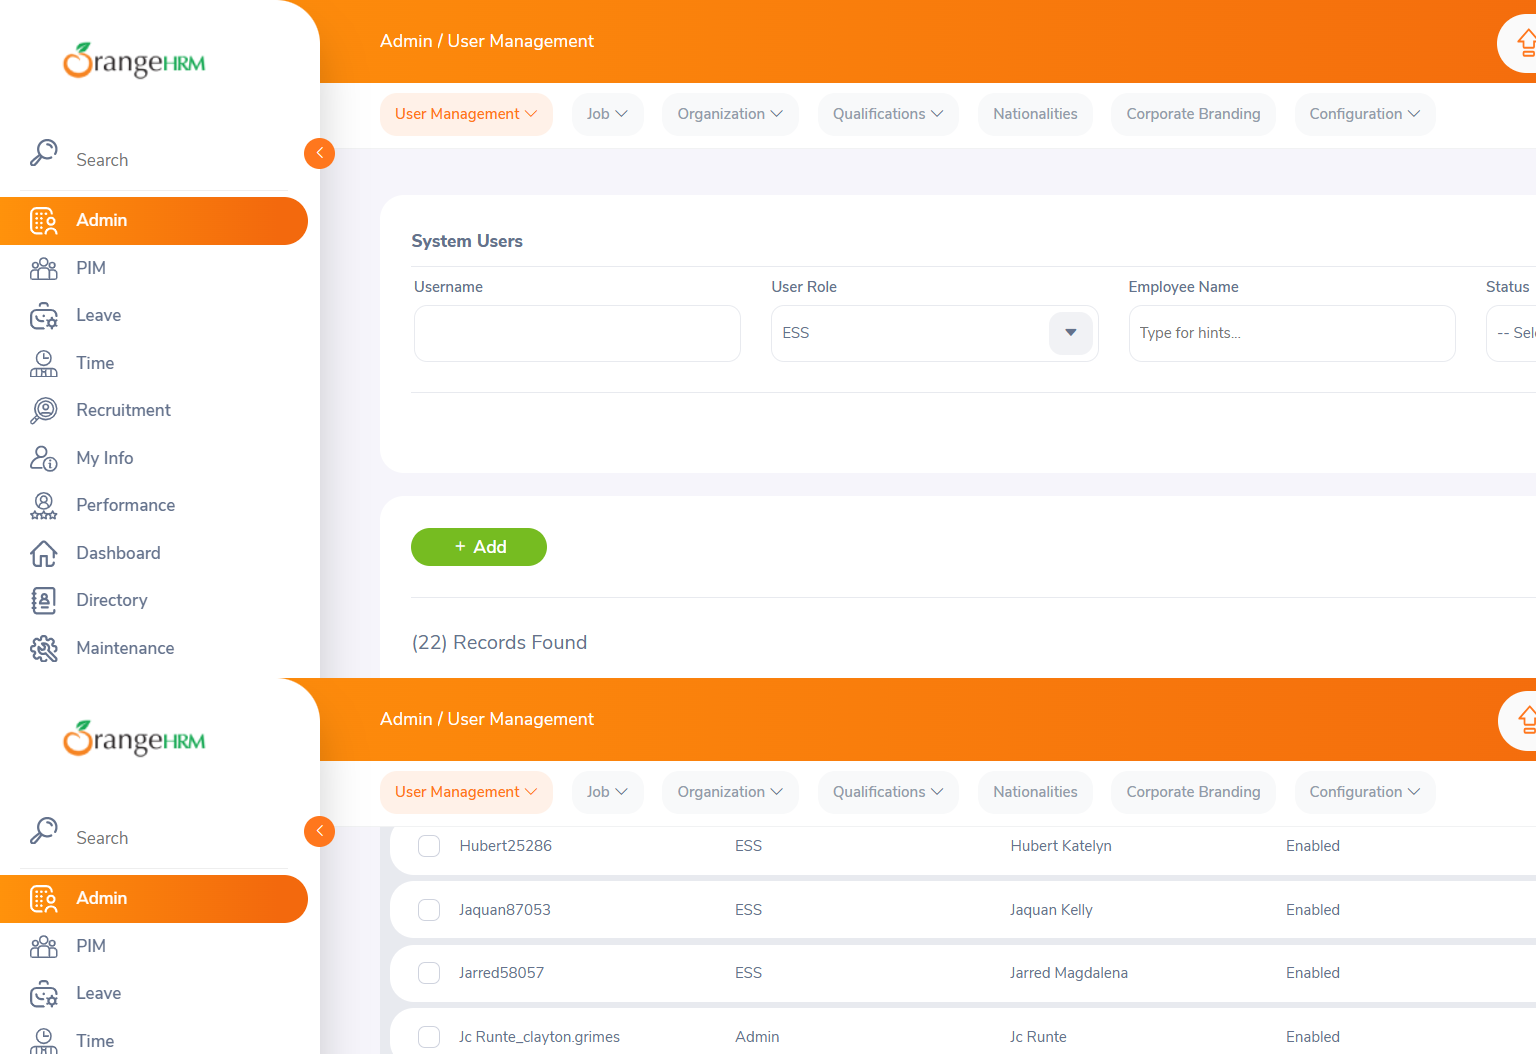 OrangeHRM
Search
Admin
PIM
Leave
Time
Recruitment
My Info
Performance
Dashboard
Directory
Maintenance
Admin / User Management
User Management
Job
Organization
Qualifications
Nationalities
Corporate Branding
Configuration
System Users
Username
User Role
Employee Name
Status
ESS
Type for hints...
-- Sele
+ Add
(22) Records Found
OrangeHRM
Search
Admin
PIM
Leave
Time
Admin / User Management
User Management
Job
Organization
Qualifications
Nationalities
Corporate Branding
Configuration
Hubert25286 ESS Hubert Katelyn Enabled
Jaquan87053 ESS Jaquan Kelly Enabled
Jarred58057 ESS Jarred Magdalena Enabled
Jc Runte_clayton.grimes Admin Jc Runte Enabled